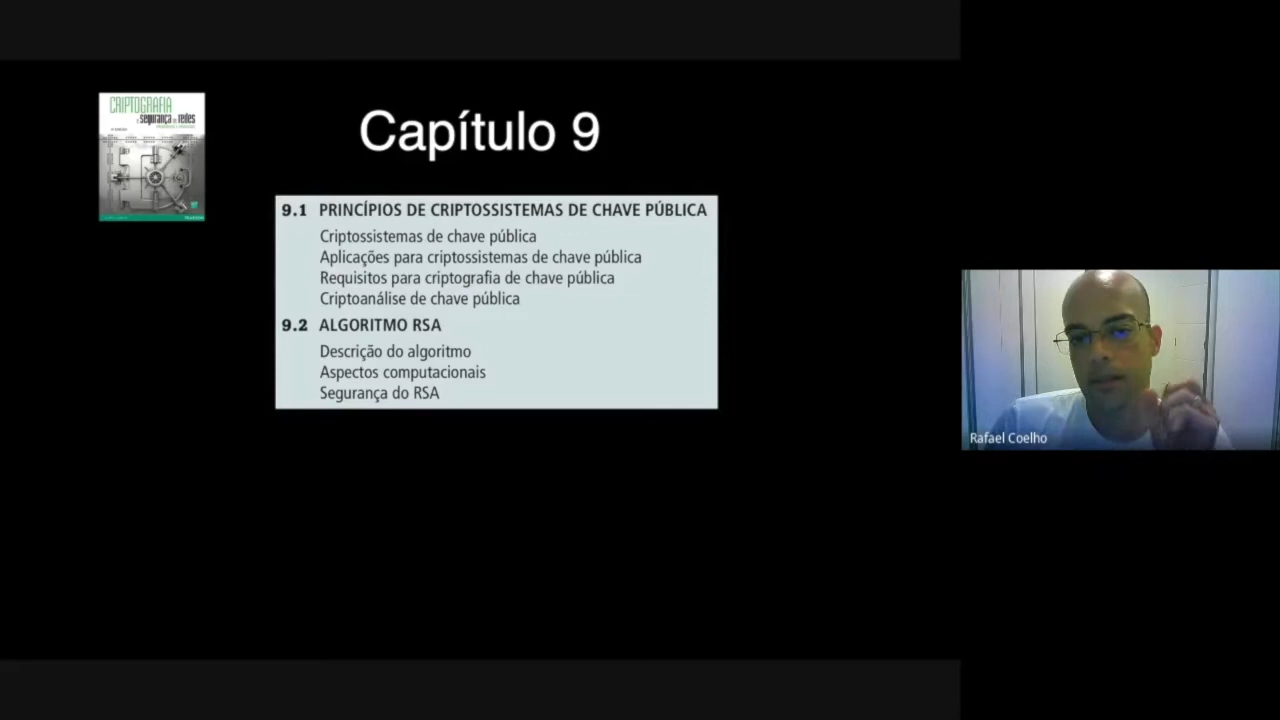 CRIPTOGRAFIA
e segurança de redes
Capítulo 9
9.1 PRINCÍPIOS DE CRIPTOSSISTEMAS DE CHAVE PÚBLICA
Criptossistemas de chave pública
Aplicações para criptossistemas de chave pública
Requisitos para criptografia de chave pública
Criptoanálise de chave pública
9.2 ALGORITMO RSA
Descrição do algoritmo
Aspectos computacionais
Segurança do RSA
Rafael Coelho